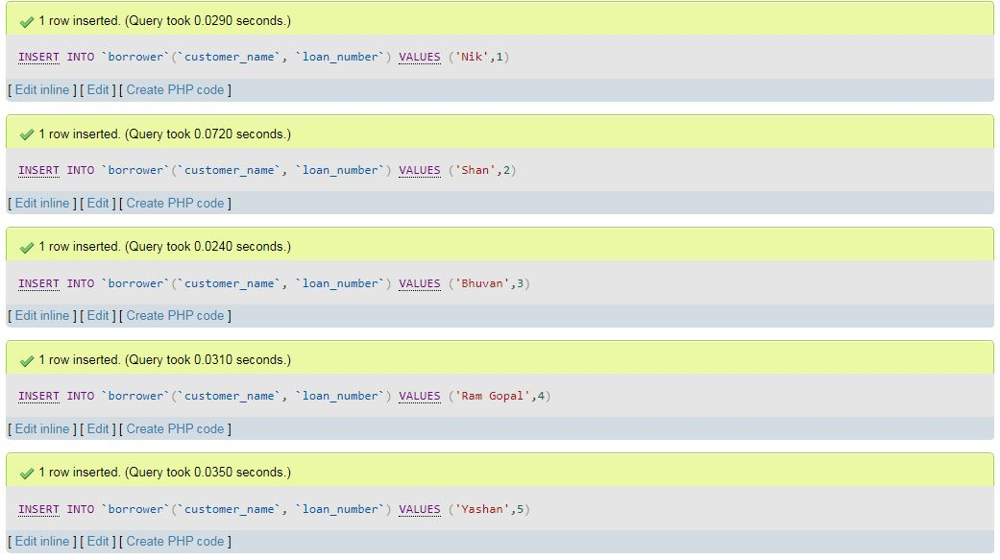 1 row inserted. (Query took 0.0290 seconds.)
INSERT INTO `borrower`(`customer_name`, `loan_number`) VALUES ('Nik',1)
[ Edit inline ] [ Edit ] [ Create PHP code ]
1 row inserted. (Query took 0.0720 seconds.)
INSERT INTO `borrower`(`customer_name`, `loan_number`) VALUES ('Shan',2)
[ Edit inline ] [ Edit ] [ Create PHP code ]
1 row inserted. (Query took 0.0240 seconds.)
INSERT INTO `borrower`(`customer_name`, `loan_number`) VALUES ('Bhuvan',3)
[ Edit inline ] [ Edit ] [ Create PHP code ]
1 row inserted. (Query took 0.0310 seconds.)
INSERT INTO `borrower`(`customer_name`, `loan_number`) VALUES ('Ram Gopal',4)
[ Edit inline ] [ Edit ] [ Create PHP code ]
1 row inserted. (Query took 0.0350 seconds.)
INSERT INTO `borrower`(`customer_name`, `loan_number`) VALUES ('Yashan',5)
[ Edit inline ] [ Edit ] [ Create PHP code ]